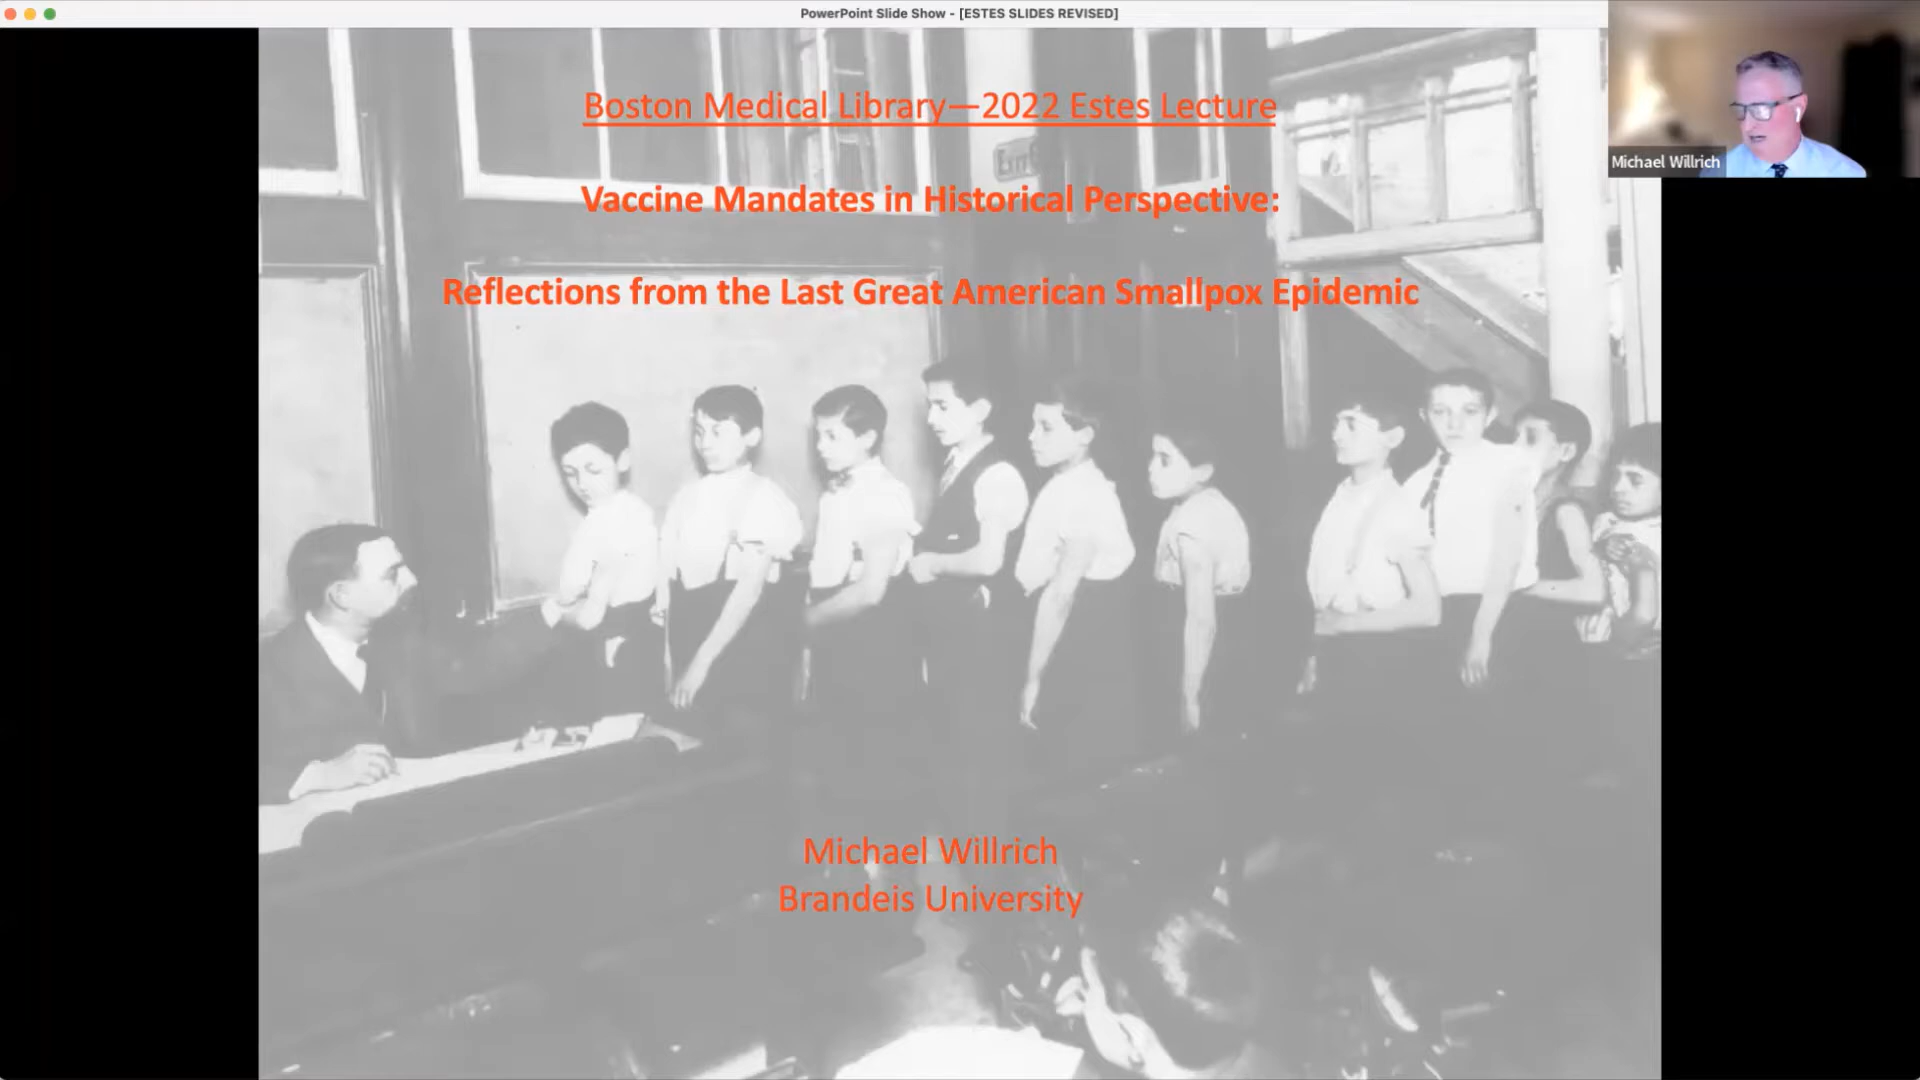 PowerPoint Slide Show - [ESTES SLIDES REVISED]
Boston Medical Library—2022 Estes Lecture
EXIT
Vaccine Mandates in Historical Perspective:
Reflections from the Last Great American Smallpox Epidemic
Michael Willrich
Michael Willrich
Brandeis University